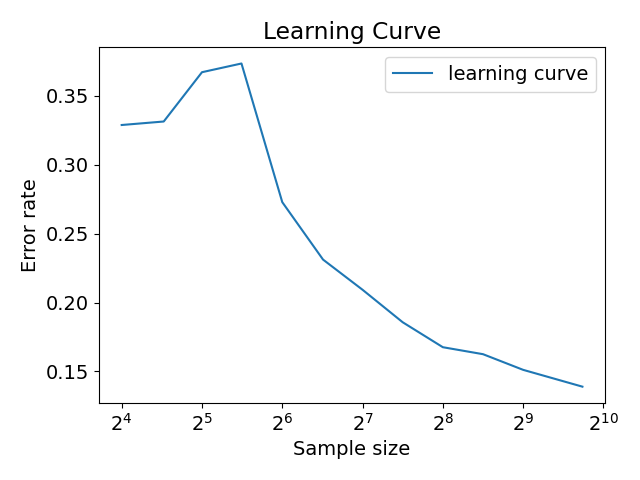 Learning Curve
learning curve
Error rate
0.35
0.30
0.25
0.20
0.15
2⁴ 2⁵ 2⁶ 2⁷ 2⁸ 2⁹ 2¹⁰
Sample size